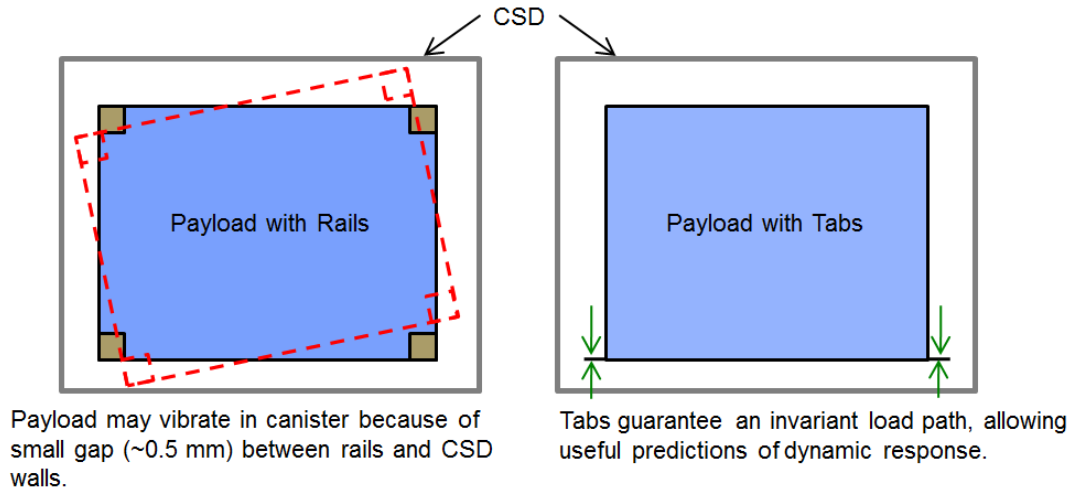 CSD
Payload with Rails
Payload with Tabs
Payload may vibrate in canister because of
small gap (~0.5 mm) between rails and CSD
walls.
Tabs guarantee an invariant load path, allowing
useful predictions of dynamic response.